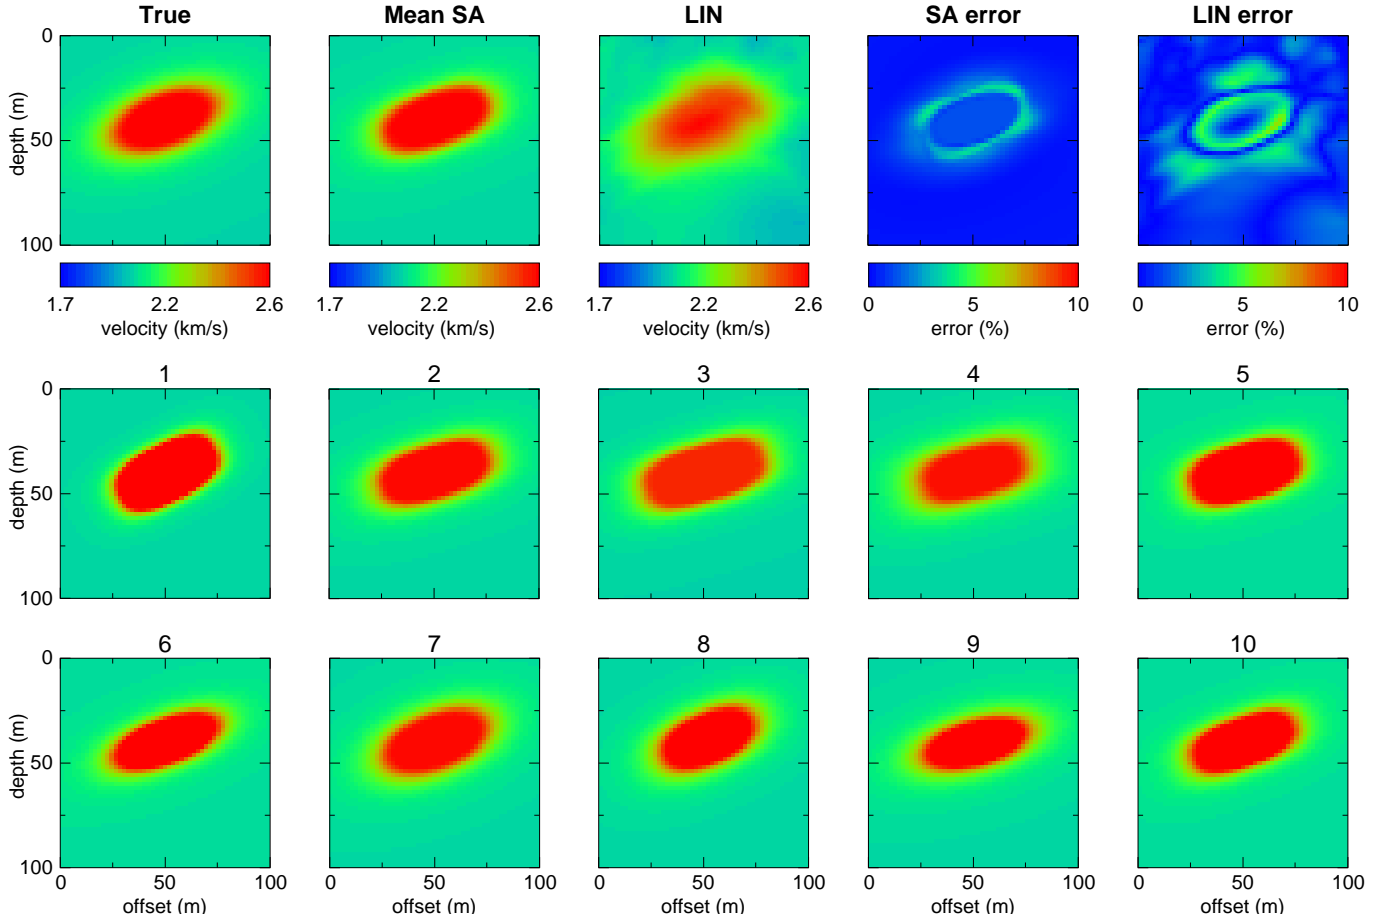 True Mean SA LIN SA error LIN error
0
50
100
depth (m)
1.7 2.2 2.6 1.7 2.2 2.6 1.7 2.2 2.6 0 5 10 0 5 10
velocity (km/s) velocity (km/s) velocity (km/s) error (%) error (%)
1 2 3 4 5
0
50
100
depth (m)
6 7 8 9 10
0
50
100
depth (m)
0 50 100 0 50 100 0 50 100 0 50 100 0 50 100
offset (m) offset (m) offset (m) offset (m) offset (m)